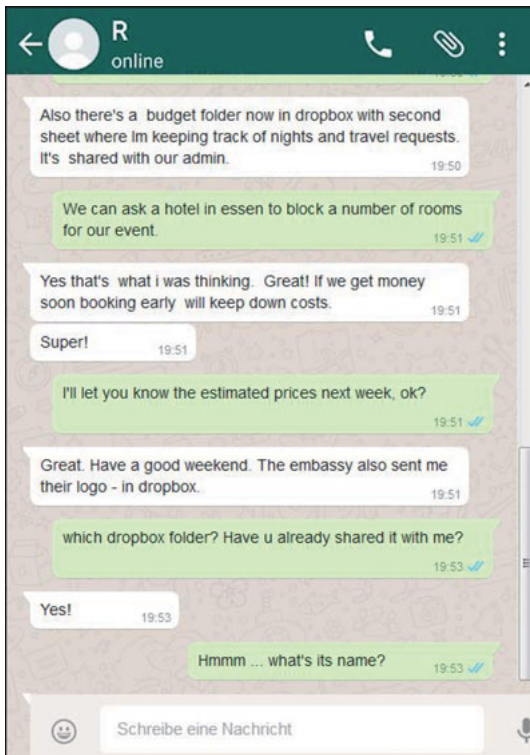 R
online
Also there's a  budget folder now in dropbox with second
sheet where Im keeping track of nights and travel requests.
It's  shared with our admin.
19:50
We can ask a hotel in essen to block a number of rooms
for our event.
19:51
Yes that's  what i was thinking.  Great! If we get money
soon booking early  will keep down costs.
19:51
Super!
19:51
I'll let you know the estimated prices next week, ok?
19:51
Great. Have a good weekend. The embassy also sent me
their logo - in dropbox.
19:51
which dropbox folder? Have u already shared it with me?
19:53
Yes!
19:53
Hmmm ... what's its name?
19:53
Schreibe eine Nachricht